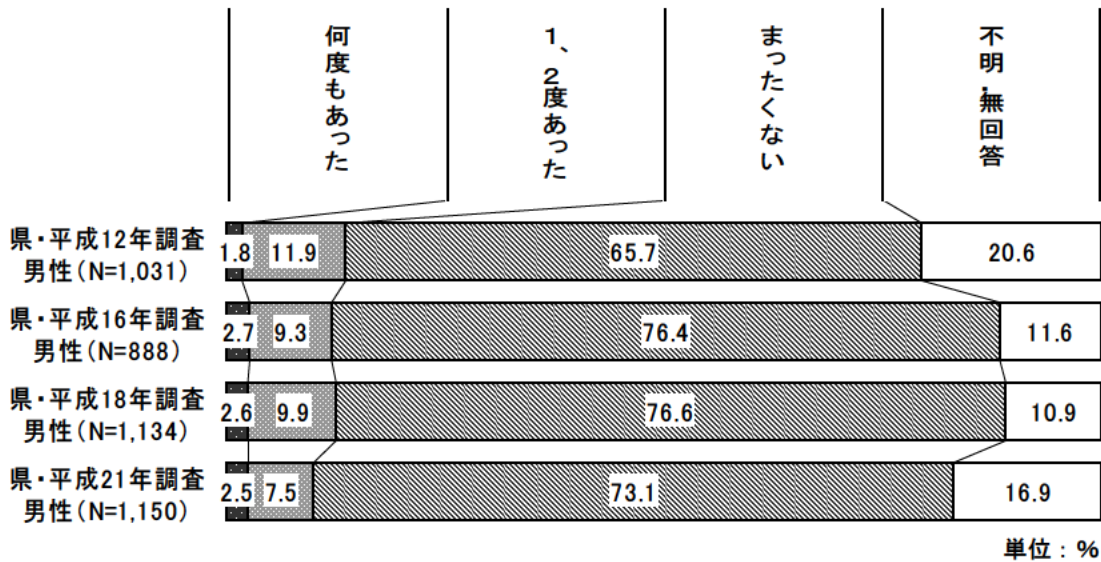 何度もあった
1、2度あった
まったくない
不明・無回答
県・平成12年調査
男性(N=1,031)
1.8 11.9 65.7 20.6
県・平成16年調査
男性(N=888)
2.7 9.3 76.4 11.6
県・平成18年調査
男性(N=1,134)
2.6 9.9 76.6 10.9
県・平成21年調査
男性(N=1,150)
2.5 7.5 73.1 16.9
単位:%